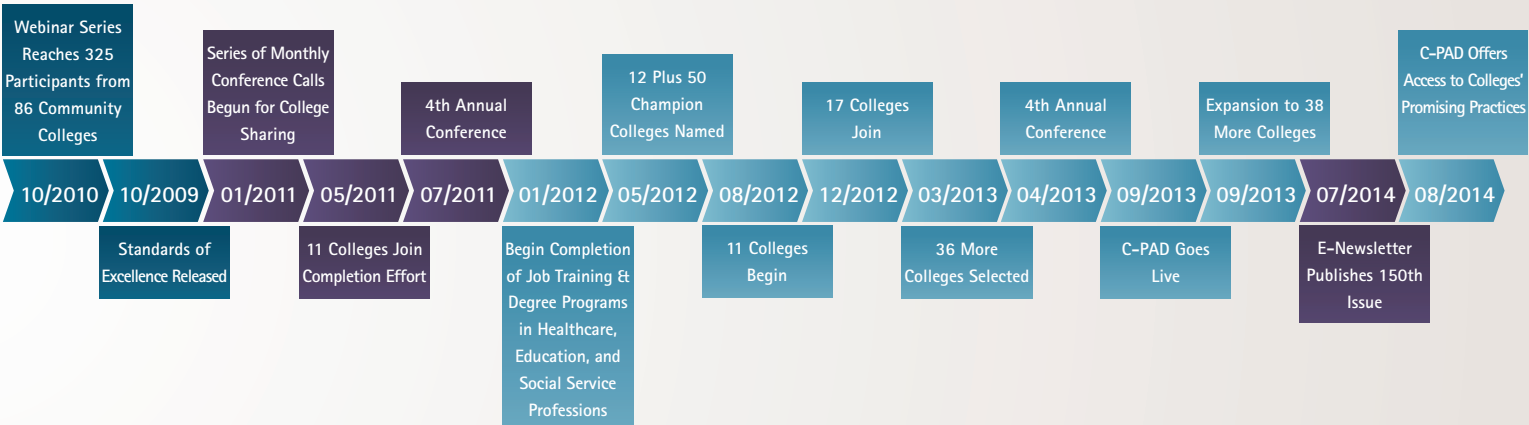 Webinar Series
Reaches 325
Participants from
86 Community
Colleges
Series of Monthly
Conference Calls
Begun for College
Sharing
4th Annual
Conference
12 Plus 50
Champion
Colleges Named
17 Colleges
Join
4th Annual
Conference
Expansion to 38
More Colleges
C-PAD Offers
Access to Colleges’
Promising Practices
10/2010
10/2009
01/2011
05/2011
07/2011
01/2012
05/2012
08/2012
12/2012
03/2013
04/2013
09/2013
09/2013
07/2014
08/2014
Standards of
Excellence Released
11 Colleges Join
Completion Effort
Begin Completion
of Job Training &
Degree Programs
in Healthcare,
Education, and
Social Service
Professions
11 Colleges
Begin
36 More
Colleges Selected
C-PAD Goes
Live
E-Newsletter
Publishes 150th
Issue